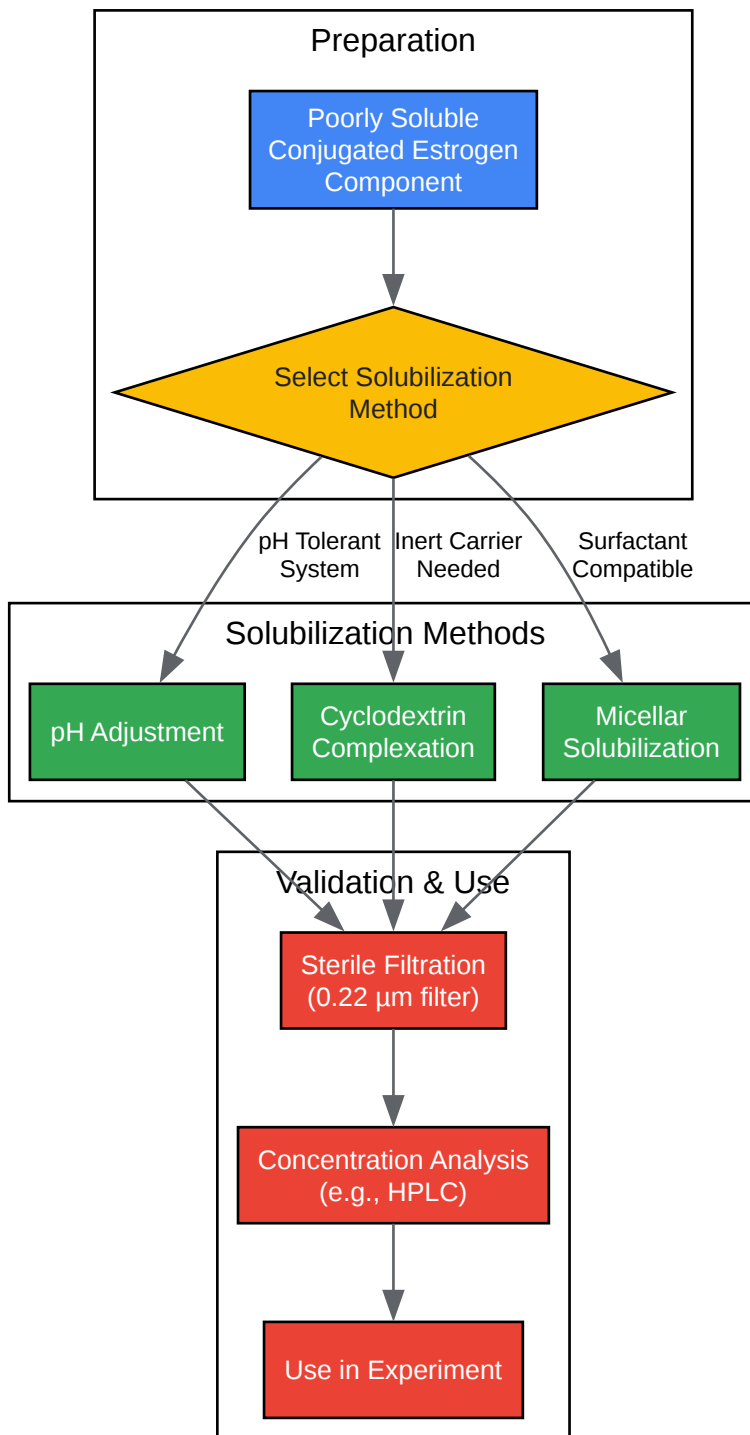 Preparation
Poorly Soluble
Conjugated Estrogen
Component
Select Solubilization
Method
pH Tolerant
System
Inert Carrier
Needed
Surfactant
Compatible
Solubilization Methods
pH Adjustment
Cyclodextrin
Complexation
Micellar
Solubilization
Validation & Use
Sterile Filtration
(0.22 µm filter)
Concentration Analysis
(e.g., HPLC)
Use in Experiment